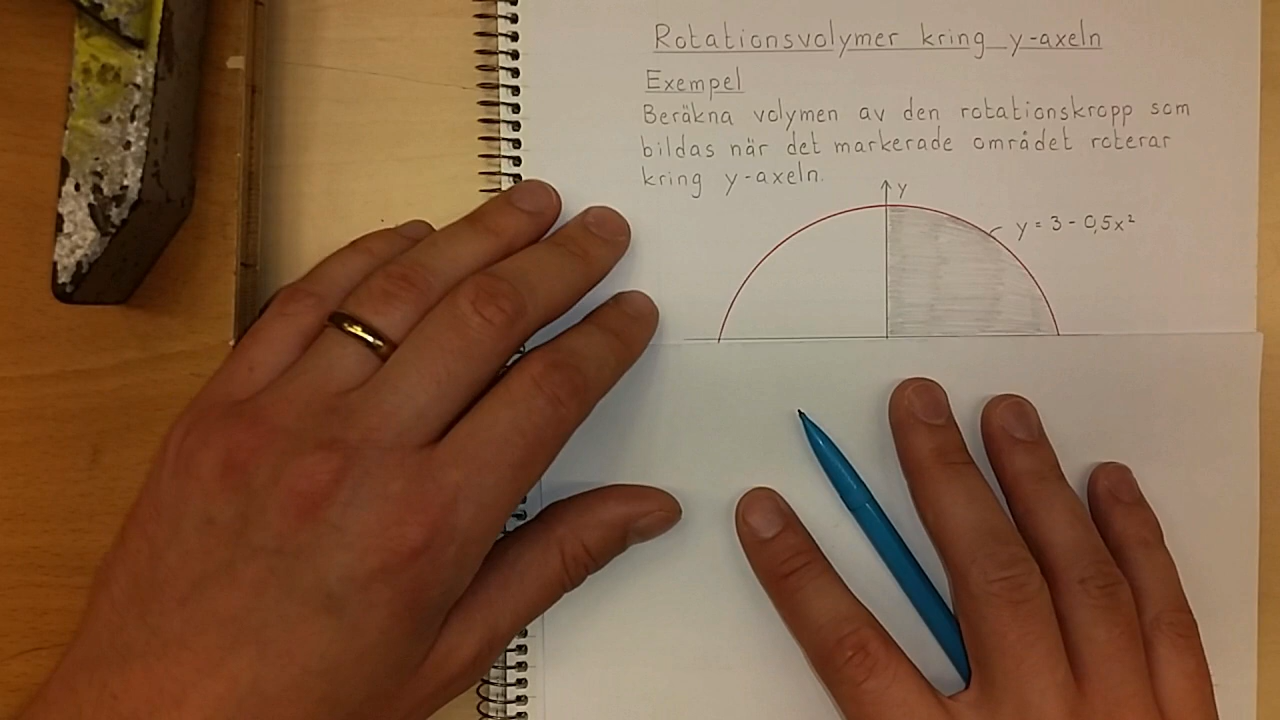 Rotationsvolymer kring y-axeln
Exempel
Beräkna volymen av den rotationskropp som
bildas när det markerade området roterar
kring y-axeln.
y
y = 3 - 0,5x²